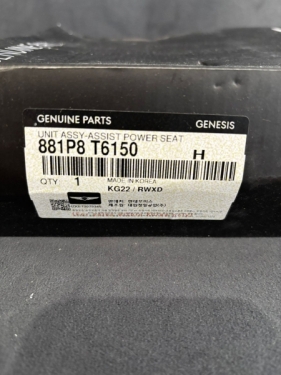 GENUINE PARTS GENESIS
UNIT ASSY-ASSIST POWER SEAT
881P8 T6150
H
QTY 1 MADE IN KOREA
KG22 / RWXD